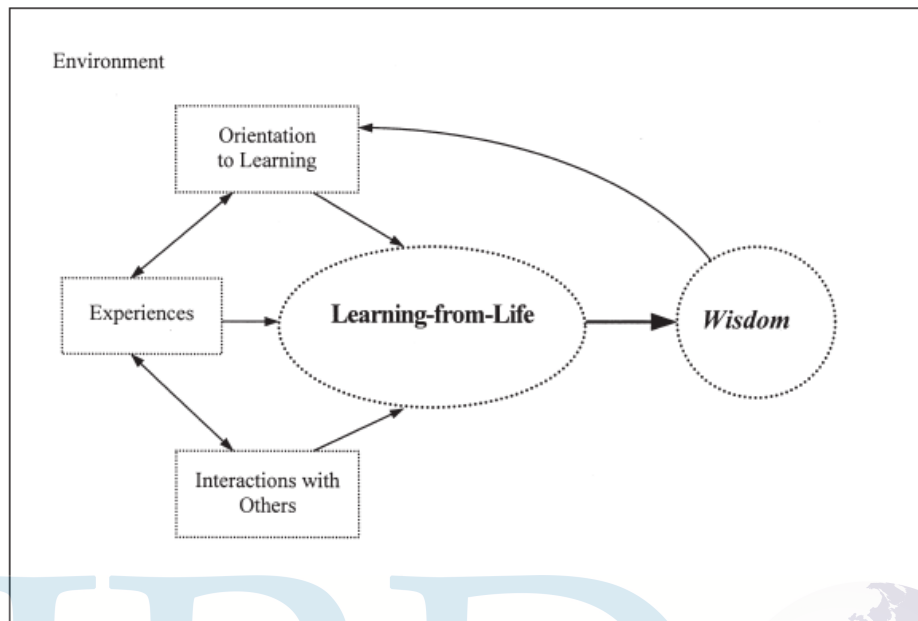 Environment
Orientation
to Learning
Experiences
Learning-from-Life
Wisdom
Interactions with
Others